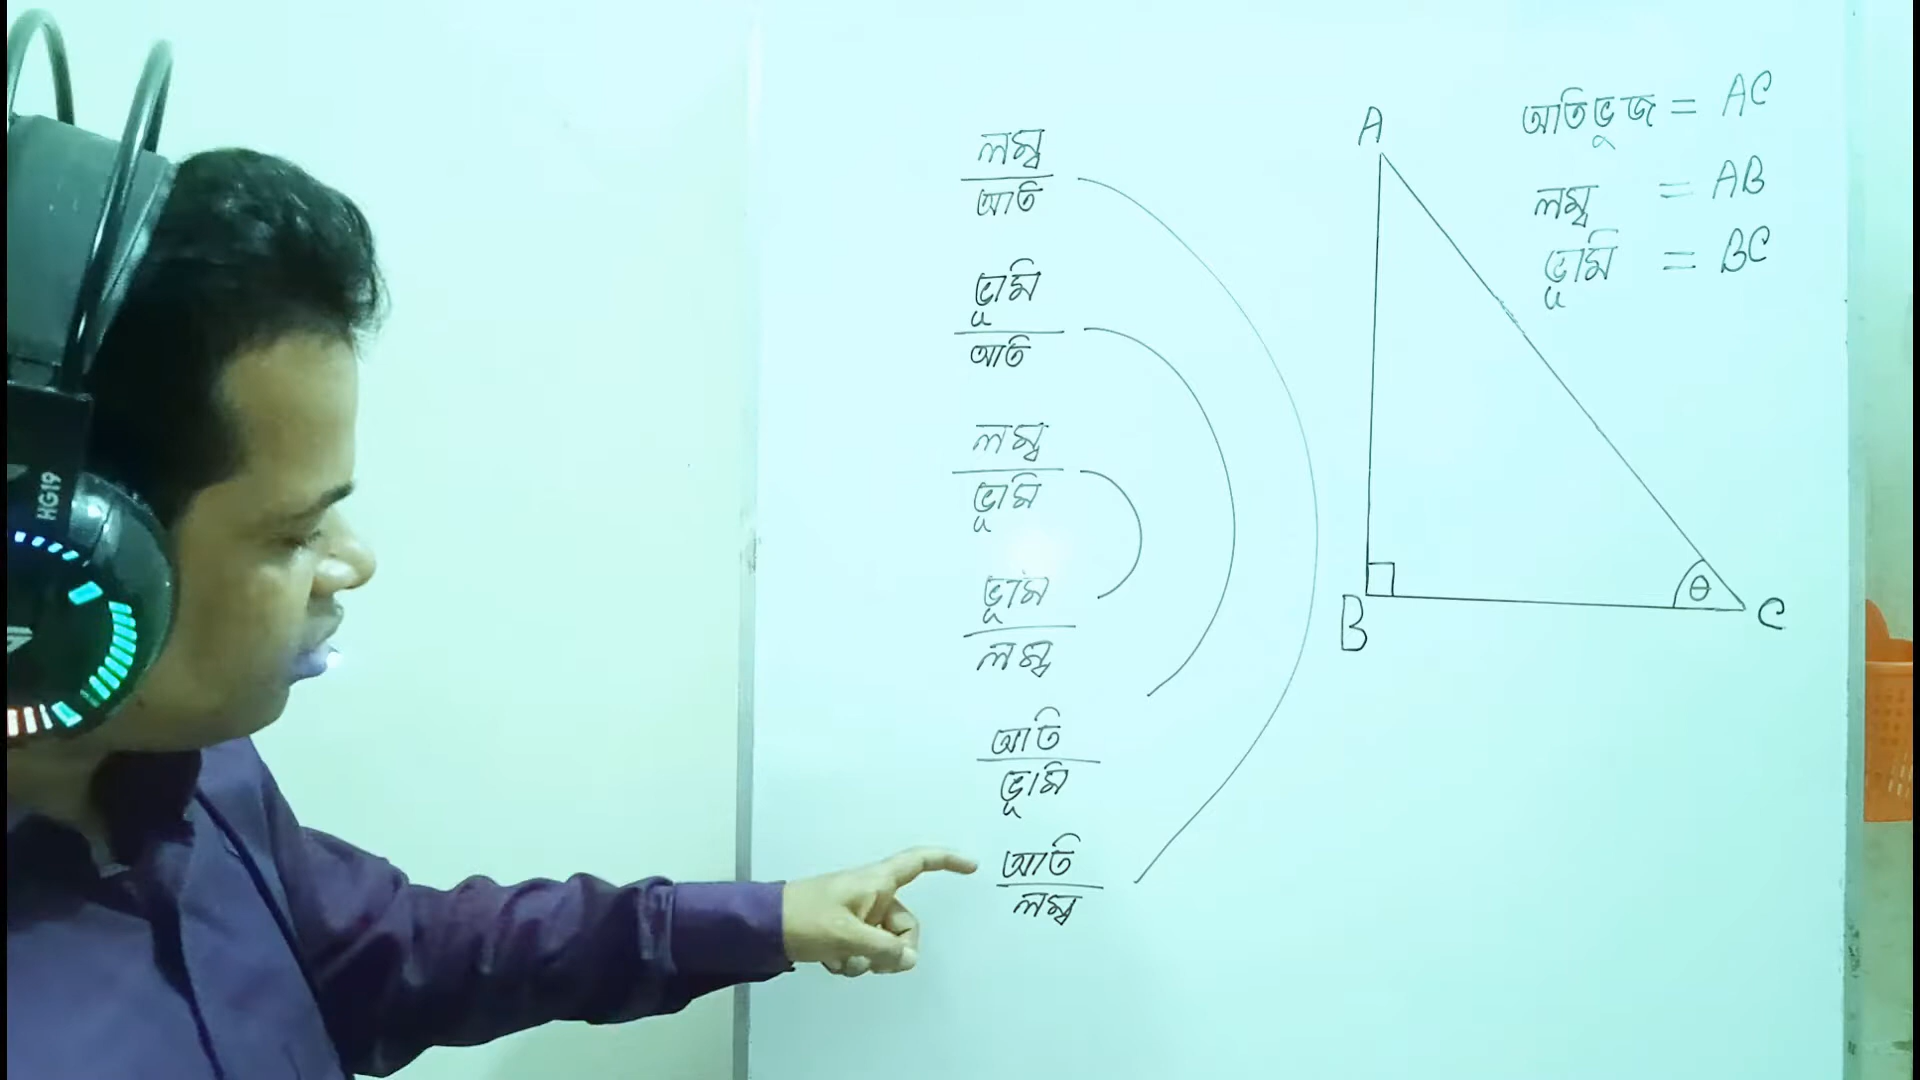 লম্ব
অতি
ভূমি
অতি
লম্ব
ভূমি
ভূমি
লম্ব
অতি
ভূমি
অতি
লম্ব
A
B
C
θ
অতিভুজ = AC
লম্ব = AB
ভূমি = BC
HG19